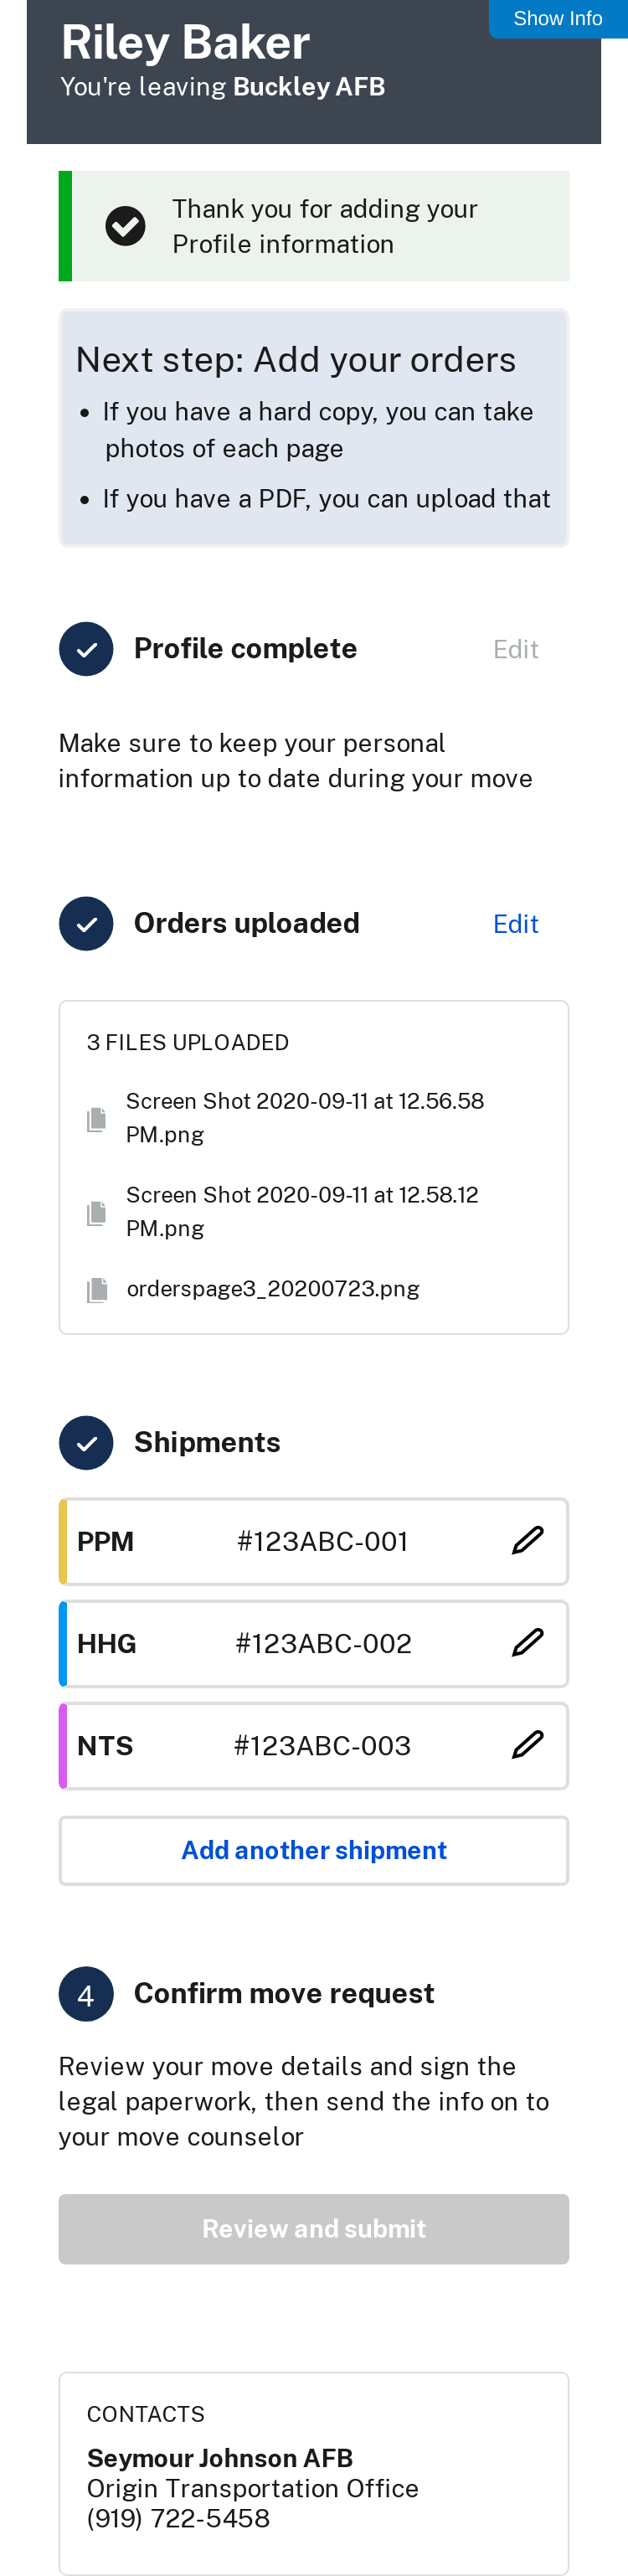 Show Info
Riley Baker
You're leaving Buckley AFB
Thank you for adding your
Profile information
Next step: Add your orders
• If you have a hard copy, you can take
photos of each page
• If you have a PDF, you can upload that
Profile complete Edit
Make sure to keep your personal
information up to date during your move
Orders uploaded Edit
3 FILES UPLOADED
Screen Shot 2020-09-11 at 12.56.58
PM.png
Screen Shot 2020-09-11 at 12.58.12
PM.png
orderspage3_20200723.png
Shipments
PPM #123ABC-001
HHG #123ABC-002
NTS #123ABC-003
Add another shipment
4 Confirm move request
Review your move details and sign the
legal paperwork, then send the info on to
your move counselor
Review and submit
CONTACTS
Seymour Johnson AFB
Origin Transportation Office
(919) 722-5458